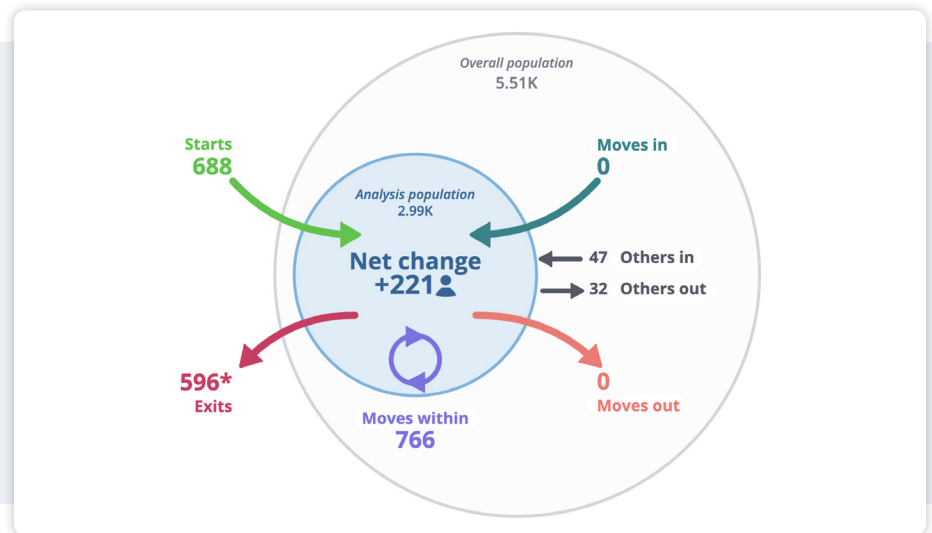 Overall population
5.51K
Starts
688
Moves in
0
Analysis population
2.99K
Net change
+221
47 Others in
32 Others out
596*
Exits
0
Moves out
Moves within
766